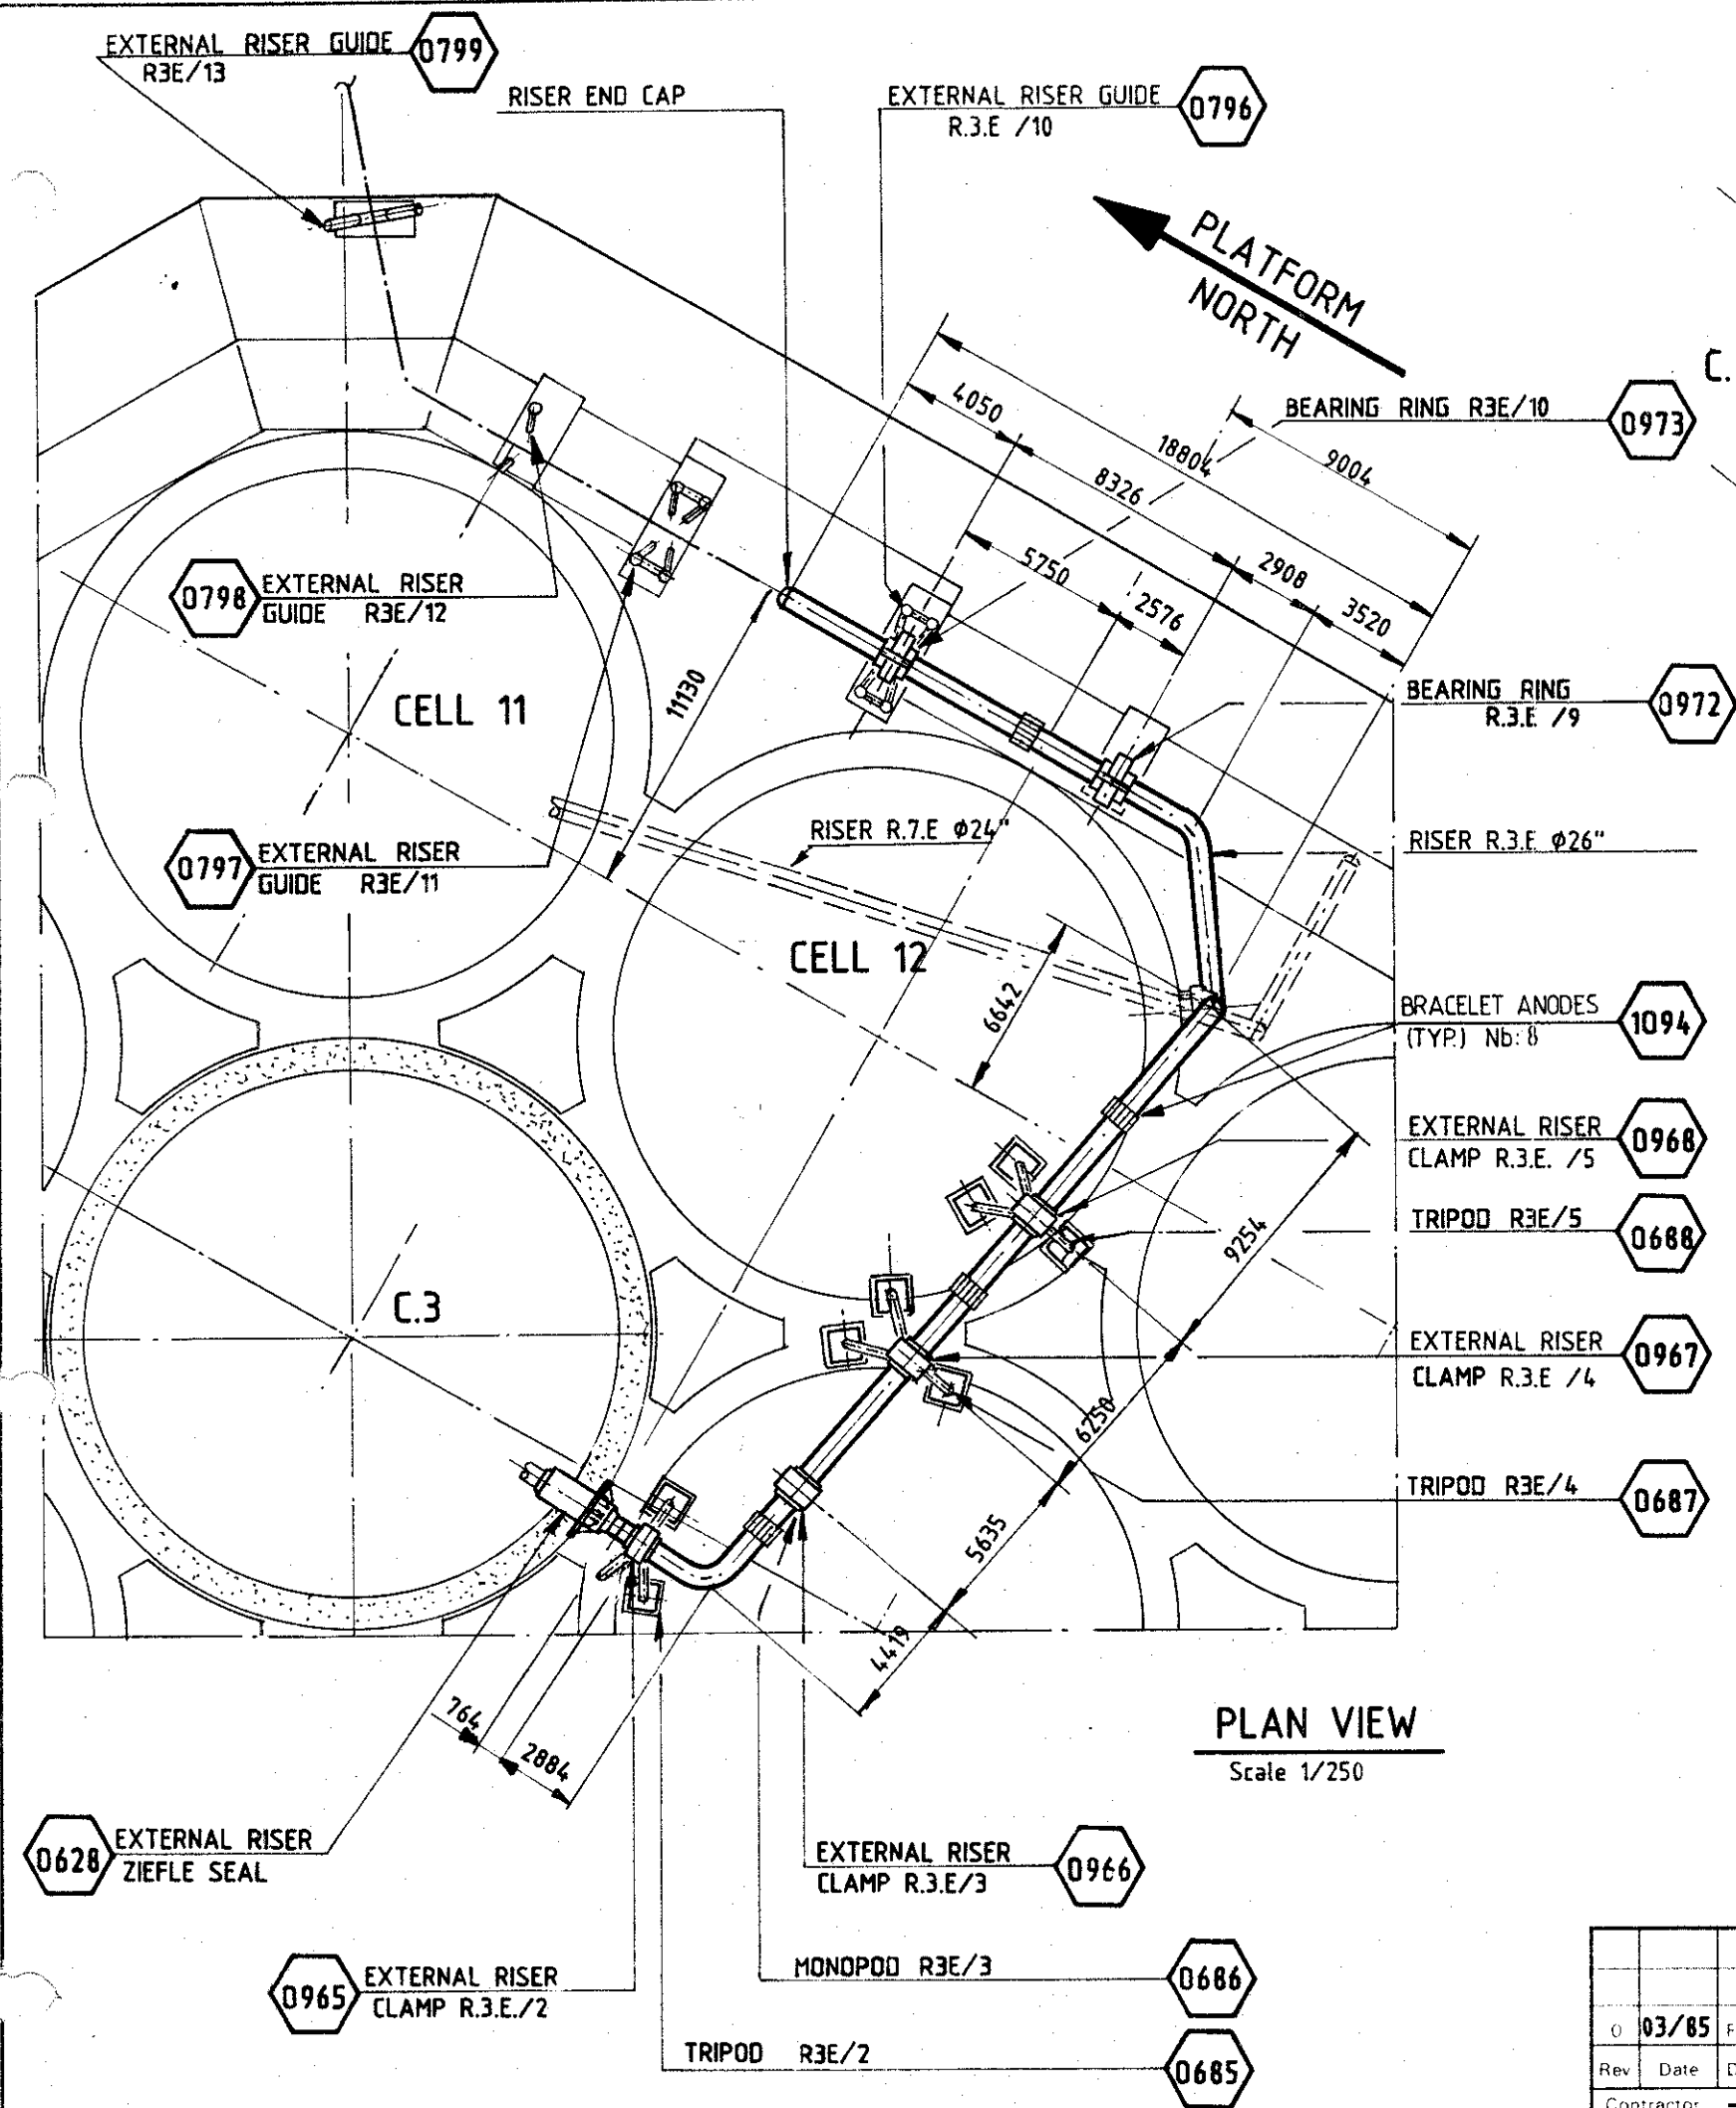 EXTERNAL RISER GUIDE
R3E/13
0799
RISER END CAP
EXTERNAL RISER GUIDE
R.3.E /10
0796
PLATFORM
NORTH
C.
4050
18804
9004
8326
BEARING RING R3E/10
0973
5750
2576
2908
3520
0798
EXTERNAL RISER
GUIDE R3E/12
11130
CELL 11
BEARING RING
R.3.E /9
0972
RISER R.7.E Φ24"
RISER R.3.E Φ26"
0797
EXTERNAL RISER
GUIDE R3E/11
CELL 12
6642
BRACELET ANODES
(TYP.) Nb: 8
1094
EXTERNAL RISER
CLAMP R.3.E. /5
0968
TRIPOD R3E/5
0688
9254
C.3
EXTERNAL RISER
CLAMP R.3.E /4
0967
6250
TRIPOD R3E/4
0687
5635
4419
764
2884
PLAN VIEW
Scale 1/250
0628
EXTERNAL RISER
ZIEFLE SEAL
EXTERNAL RISER
CLAMP R.3.E/3
0966
0965
EXTERNAL RISER
CLAMP R.3.E./2
MONOPOD R3E/3
0686
TRIPOD R3E/2
0685
0 03/85
Rev Date
Contractor